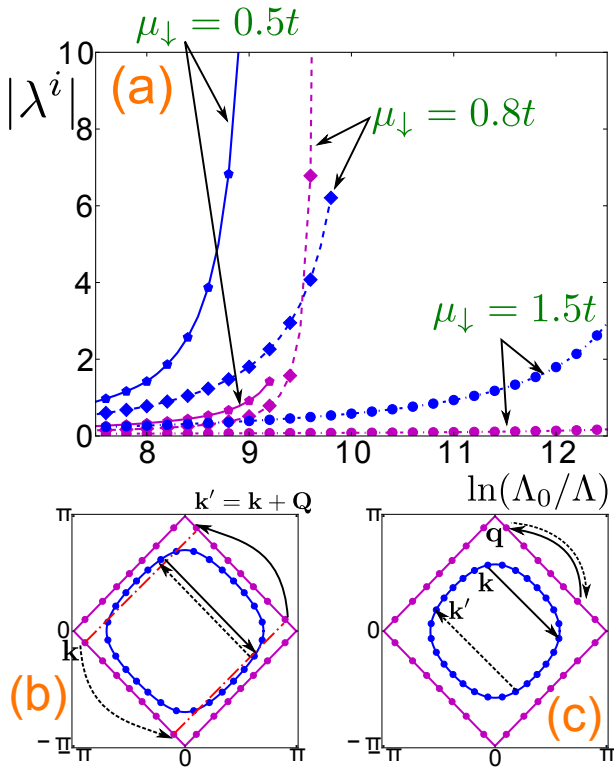 μ↓ = 0.5t
10
(a)
|λ^i|
8
μ↓ = 0.8t
6
4
μ↓ = 1.5t
2
0
8 9 10 11 12
ln(Λ₀/Λ)
k′ = k + Q
π
π
q
k
0
k
0
k′
(b)
(c)
−π
−π
−π 0 π
−π 0 π